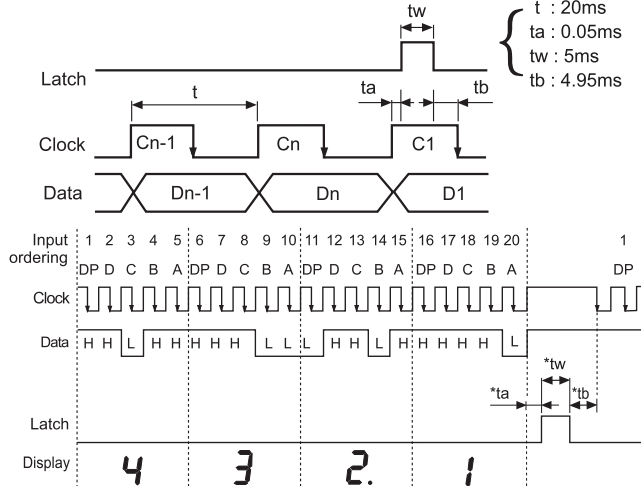 t : 20ms
ta : 0.05ms
tw : 5ms
tb : 4.95ms
tw
Latch
t
ta
tb
Clock
Cn-1
Cn
C1
Data
Dn-1
Dn
D1
Input ordering
1 2 3 4 5 6 7 8 9 10 11 12 13 14 15 16 17 18 19 20 1
DP D C B A DP D C B A DP D C B A DP D C B A DP
Clock
Data
H H L H H H H H L L L H H L H H H H H L
*tw
*ta
*tb
Latch
Display
4 3 2. 1